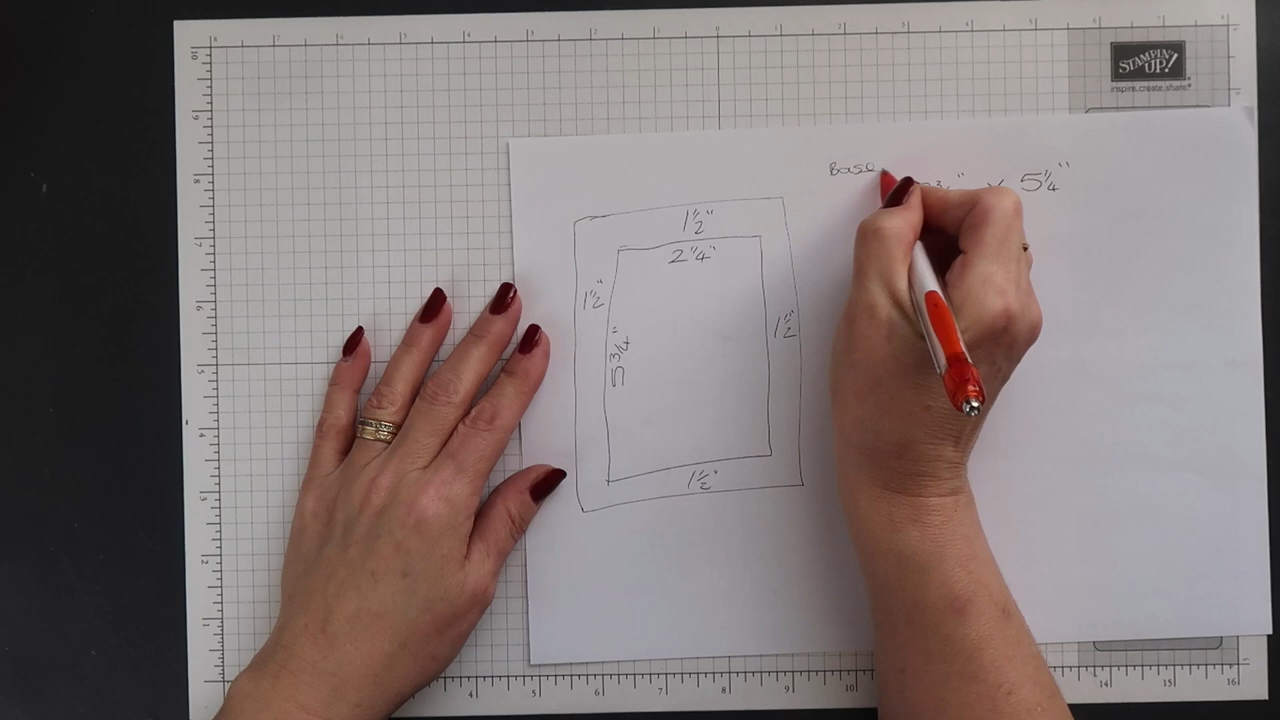 STAMPIN' UP!
inspire.create.share®
Base
5¼"
1½"
2¼"
1½"
5¾"
1½"
1½"